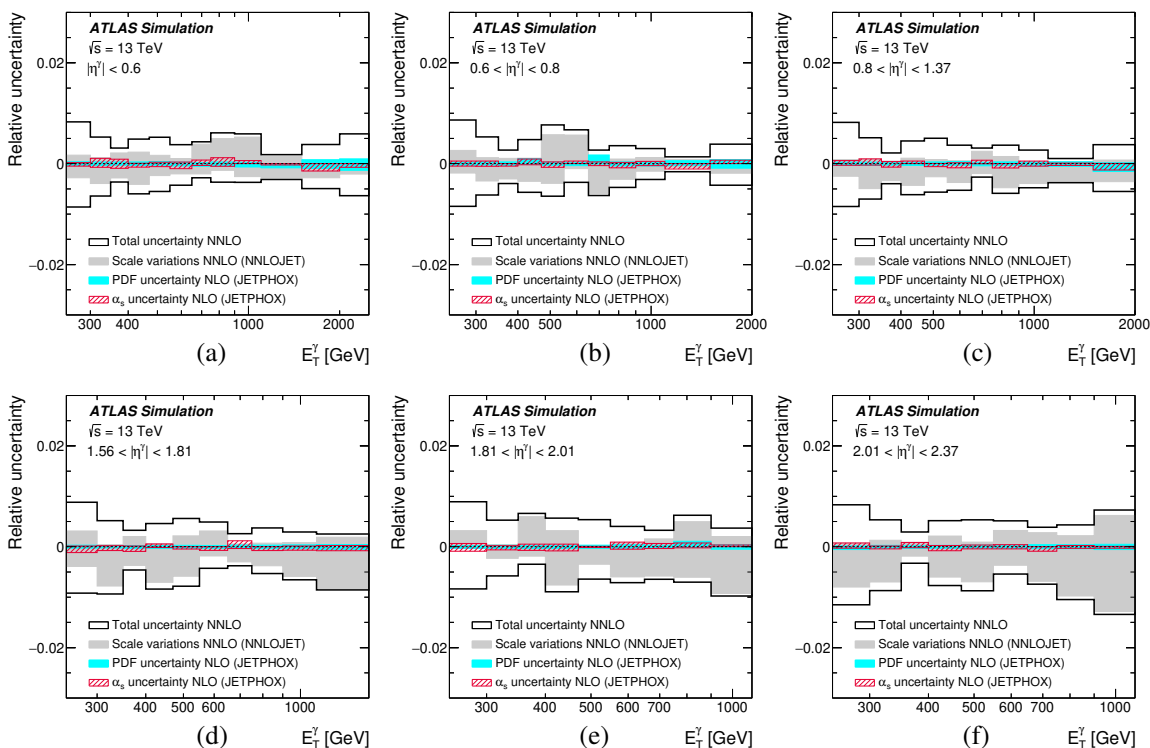 ATLAS Simulation
√s = 13 TeV
|η^γ| < 0.6
Relative uncertainty
0.02
0
−0.02
Total uncertainty NNLO
Scale variations NNLO (NNLOJET)
PDF uncertainty NLO (JETPHOX)
α_s uncertainty NLO (JETPHOX)
300 400 1000 2000
E_T^γ [GeV]
(a)
ATLAS Simulation
√s = 13 TeV
0.6 < |η^γ| < 0.8
Relative uncertainty
0.02
0
−0.02
Total uncertainty NNLO
Scale variations NNLO (NNLOJET)
PDF uncertainty NLO (JETPHOX)
α_s uncertainty NLO (JETPHOX)
300 400 500 1000 2000
E_T^γ [GeV]
(b)
ATLAS Simulation
√s = 13 TeV
0.8 < |η^γ| < 1.37
Relative uncertainty
0.02
0
−0.02
Total uncertainty NNLO
Scale variations NNLO (NNLOJET)
PDF uncertainty NLO (JETPHOX)
α_s uncertainty NLO (JETPHOX)
300 400 500 1000 2000
E_T^γ [GeV]
(c)
ATLAS Simulation
√s = 13 TeV
1.56 < |η^γ| < 1.81
Relative uncertainty
0.02
0
−0.02
Total uncertainty NNLO
Scale variations NNLO (NNLOJET)
PDF uncertainty NLO (JETPHOX)
α_s uncertainty NLO (JETPHOX)
300 400 500 600 1000
E_T^γ [GeV]
(d)
ATLAS Simulation
√s = 13 TeV
1.81 < |η^γ| < 2.01
Relative uncertainty
0.02
0
−0.02
Total uncertainty NNLO
Scale variations NNLO (NNLOJET)
PDF uncertainty NLO (JETPHOX)
α_s uncertainty NLO (JETPHOX)
300 400 500 600 700 1000
E_T^γ [GeV]
(e)
ATLAS Simulation
√s = 13 TeV
2.01 < |η^γ| < 2.37
Relative uncertainty
0.02
0
−0.02
Total uncertainty NNLO
Scale variations NNLO (NNLOJET)
PDF uncertainty NLO (JETPHOX)
α_s uncertainty NLO (JETPHOX)
300 400 500 600 700 1000
E_T^γ [GeV]
(f)